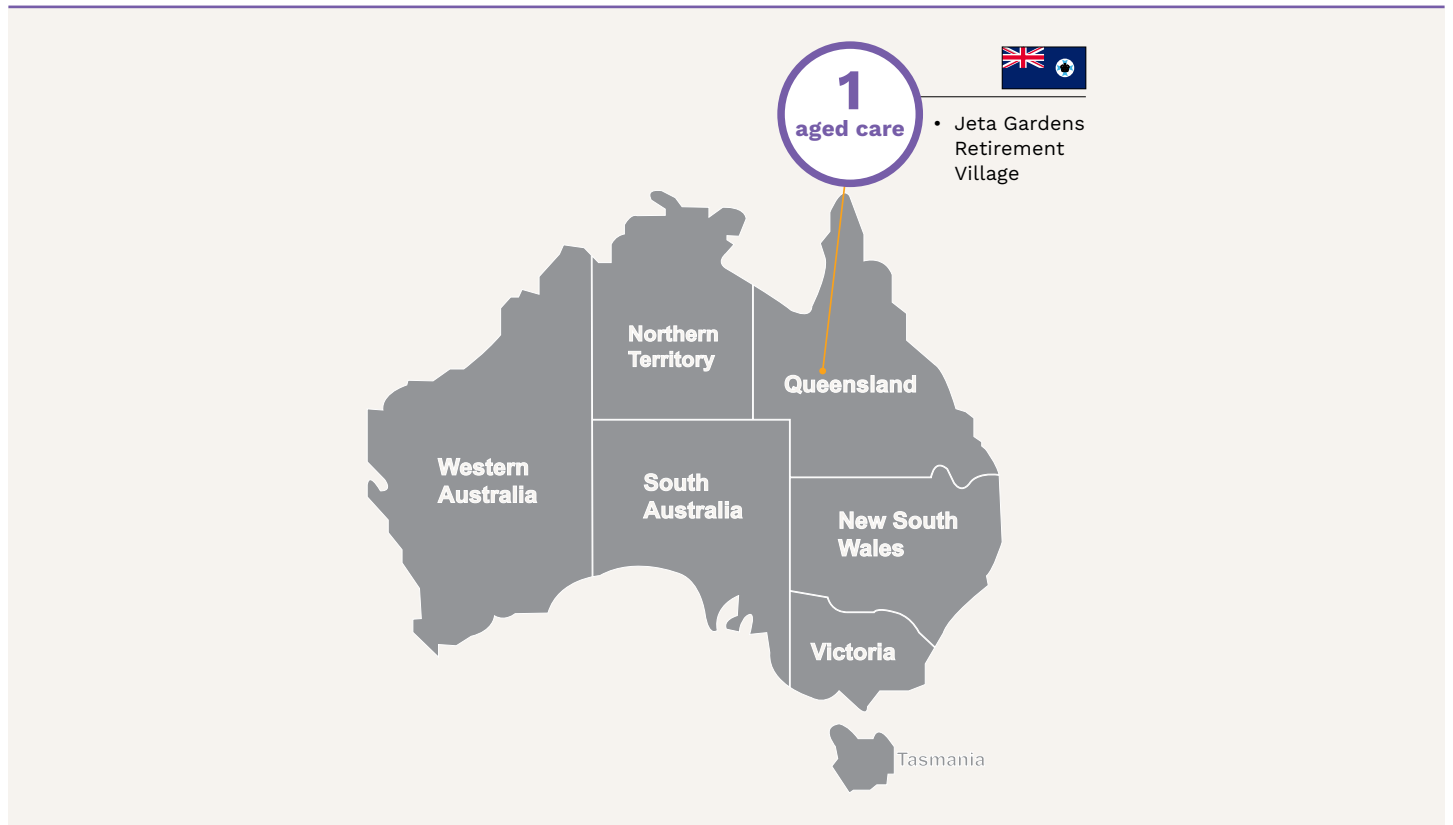 1
aged care
• Jeta Gardens
Retirement
Village
Northern
Territory
Queensland
Western
Australia
South
Australia
New South
Wales
Victoria
Tasmania